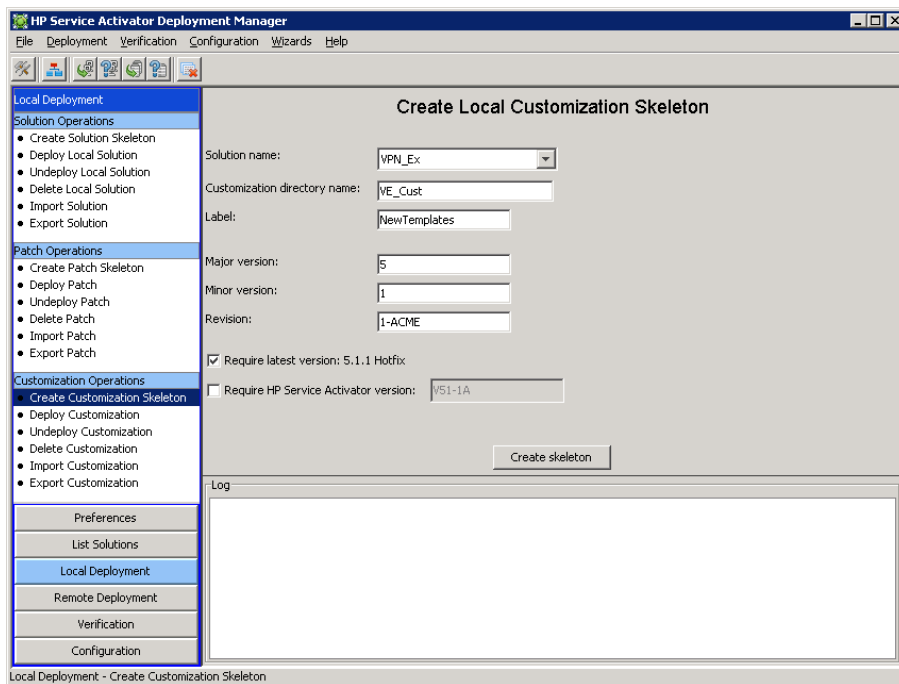 HP Service Activator Deployment Manager
File Deployment Verification Configuration Wizards Help
Local Deployment
Solution Operations
Create Solution Skeleton
Deploy Local Solution
Undeploy Local Solution
Delete Local Solution
Import Solution
Export Solution
Patch Operations
Create Patch Skeleton
Deploy Patch
Undeploy Patch
Delete Patch
Import Patch
Export Patch
Customization Operations
Create Customization Skeleton
Deploy Customization
Undeploy Customization
Delete Customization
Import Customization
Export Customization
Preferences
List Solutions
Local Deployment
Remote Deployment
Verification
Configuration
Create Local Customization Skeleton
Solution name: VPN_Ex
Customization directory name: VE_Cust
Label: NewTemplates
Major version: 5
Minor version: 1
Revision: 1-ACME
Require latest version: 5.1.1 Hotfix
Require HP Service Activator version: V51-1A
Create skeleton
Log
Local Deployment - Create Customization Skeleton